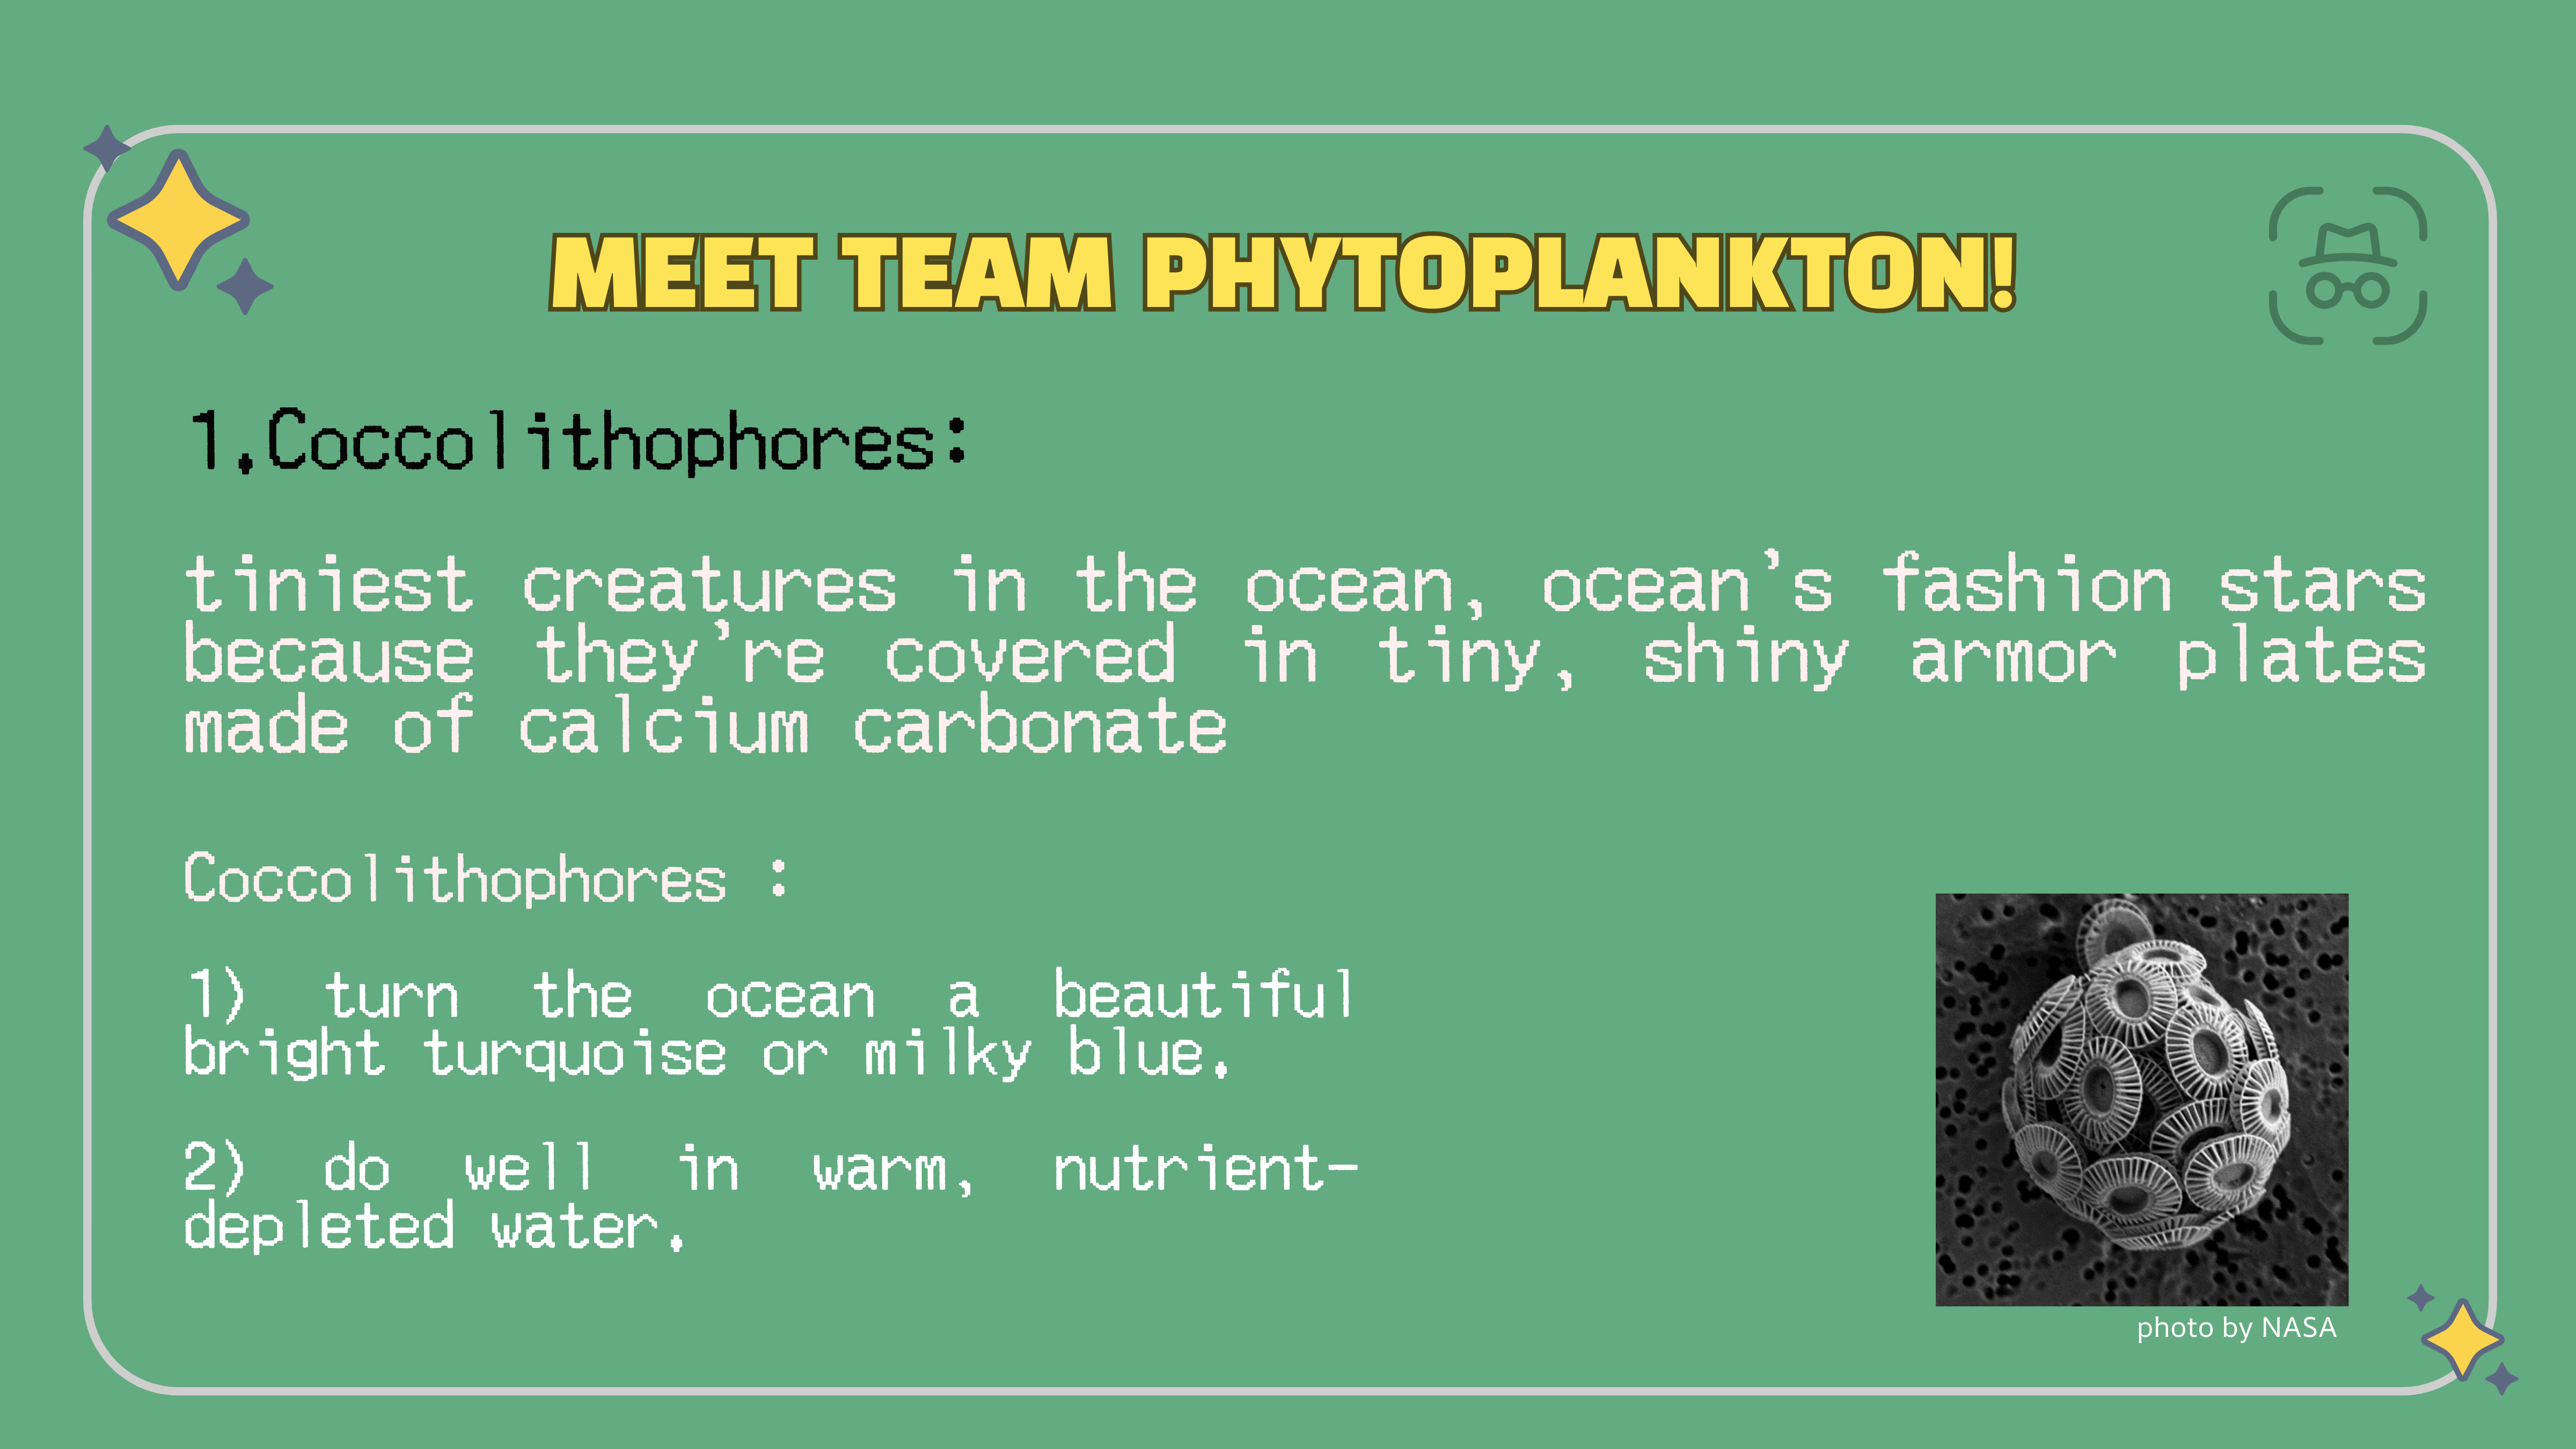 MEET TEAM PHYTOPLANKTON!
1.Coccolithophores:
tiniest creatures in the ocean, ocean’s fashion stars
because they’re covered in tiny, shiny armor plates
made of calcium carbonate
Coccolithophores :
1) turn the ocean a beautiful
bright turquoise or milky blue.
2) do well in warm, nutrient-
depleted water.
photo by NASA